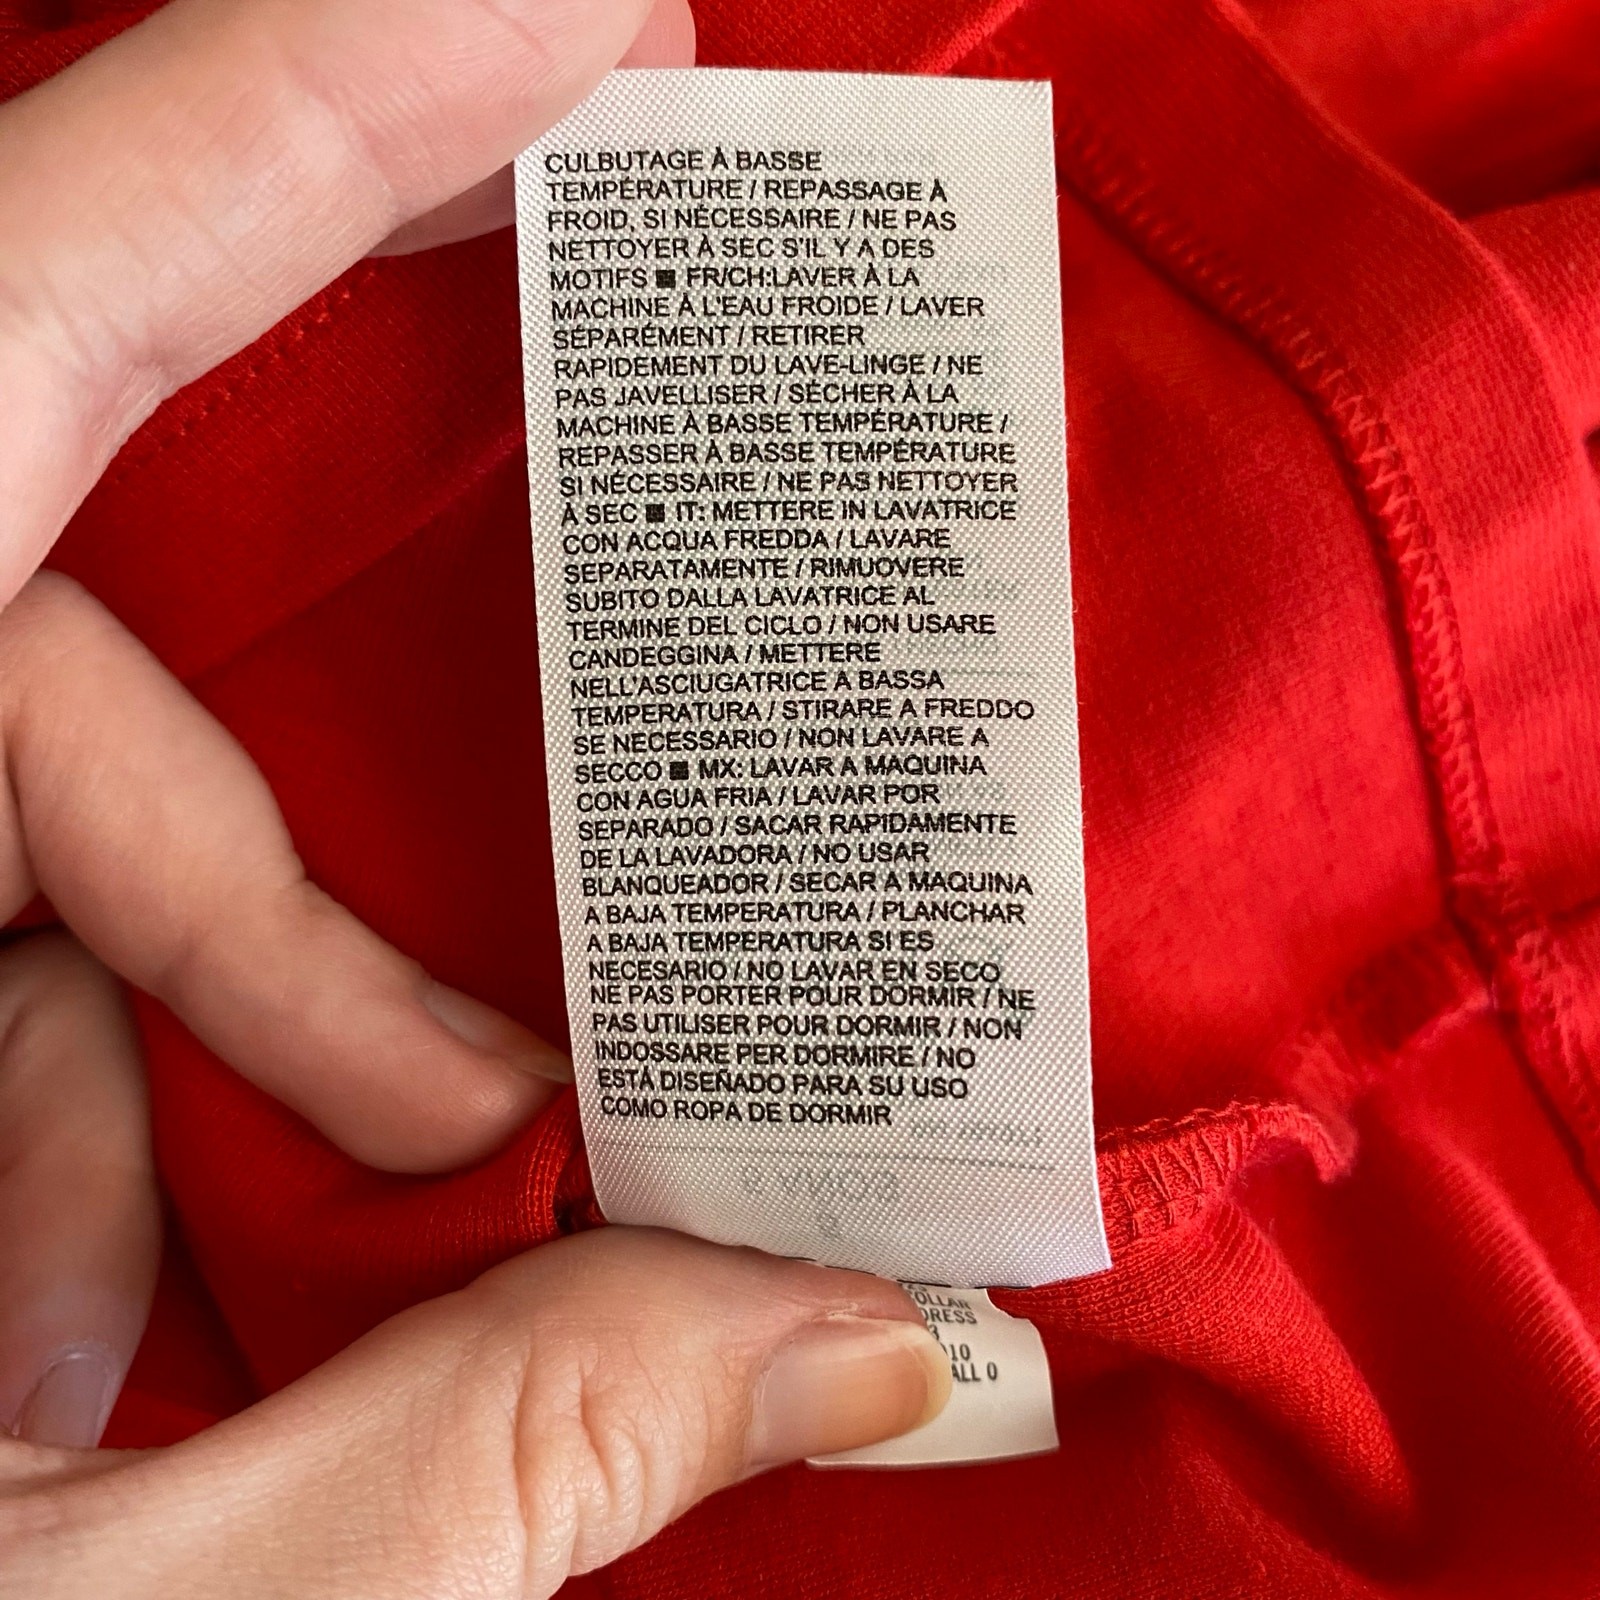 CULBUTAGE À BASSE
TEMPÉRATURE / REPASSAGE À
FROID, SI NÉCESSAIRE / NE PAS
NETTOYER À SEC S'IL Y A DES
MOTIFS ■ FR/CH:LAVER À LA
MACHINE À L'EAU FROIDE / LAVER
SÉPARÉMENT / RETIRER
RAPIDEMENT DU LAVE-LINGE / NE
PAS JAVELLISER / SÉCHER À LA
MACHINE À BASSE TEMPÉRATURE /
REPASSER À BASSE TEMPÉRATURE
SI NÉCESSAIRE / NE PAS NETTOYER
À SEC ■ IT: METTERE IN LAVATRICE
CON ACQUA FREDDA / LAVARE
SEPARATAMENTE / RIMUOVERE
SUBITO DALLA LAVATRICE AL
TERMINE DEL CICLO / NON USARE
CANDEGGINA / METTERE
NELL'ASCIUGATRICE A BASSA
TEMPERATURA / STIRARE A FREDDO
SE NECESSARIO / NON LAVARE A
SECCO ■ MX: LAVAR A MAQUINA
CON AGUA FRIA / LAVAR POR
SEPARADO / SACAR RAPIDAMENTE
DE LA LAVADORA / NO USAR
BLANQUEADOR / SECAR A MAQUINA
A BAJA TEMPERATURA / PLANCHAR
A BAJA TEMPERATURA SI ES
NECESARIO / NO LAVAR EN SECO
NE PAS PORTER POUR DORMIR / NE
PAS UTILISER POUR DORMIR / NON
INDOSSARE PER DORMIRE / NO
ESTÁ DISEÑADO PARA SU USO
COMO ROPA DE DORMIR
OLLAR
DRESS
3
10
ALL 0